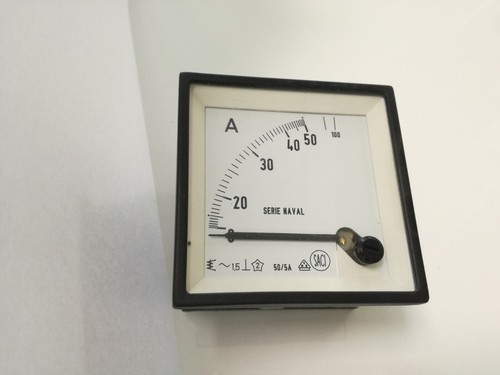 A
20 30 40 50 100
SERIE NAVAL
~ 1.5 ⊥ 2 50/5A SACI